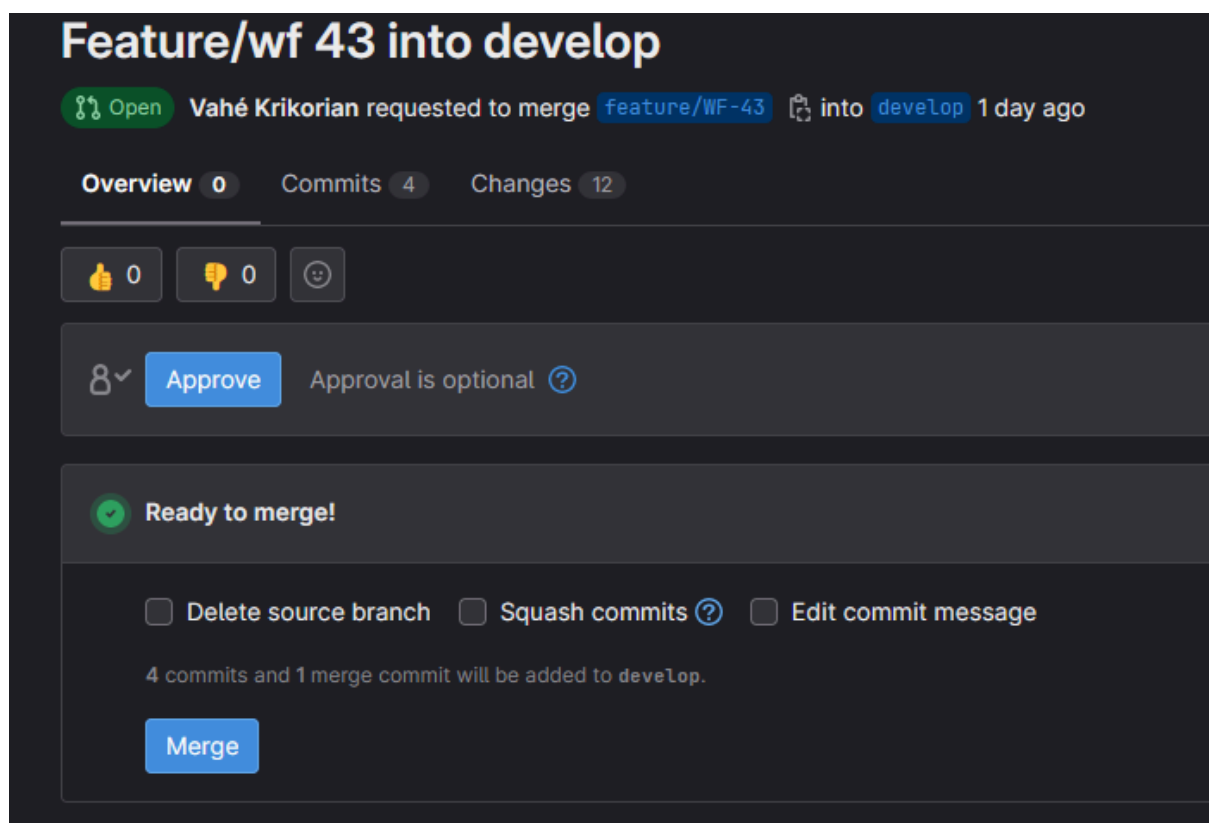 Feature/wf 43 into develop
Open Vahé Krikorian requested to merge feature/WF-43 into develop 1 day ago
Overview 0 Commits 4 Changes 12
👍 0 👎 0
Approve Approval is optional ?
Ready to merge!
Delete source branch Squash commits ? Edit commit message
4 commits and 1 merge commit will be added to develop.
Merge